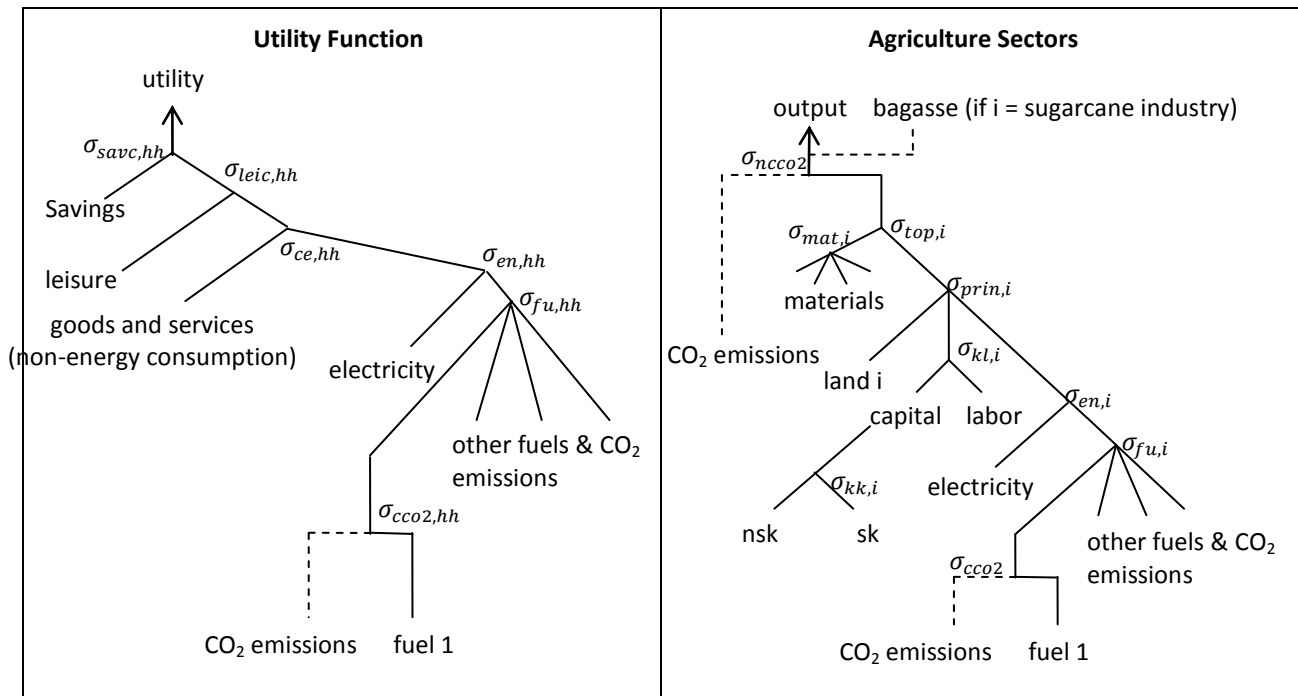 Utility Function
utility
σ_savc,hh
σ_leic,hh
Savings
σ_ce,hh
σ_en,hh
leisure
σ_fu,hh
goods and services
(non-energy consumption)
electricity
other fuels & CO₂
emissions
σ_cco2,hh
CO₂ emissions
fuel 1
Agriculture Sectors
output
bagasse (if i = sugarcane industry)
σ_ncco2
σ_mat,i
σ_top,i
materials
σ_prin,i
CO₂ emissions
land i
σ_kl,i
capital
labor
σ_en,i
σ_fu,i
electricity
σ_kk,i
nsk
sk
other fuels & CO₂
emissions
σ_cco2
CO₂ emissions
fuel 1